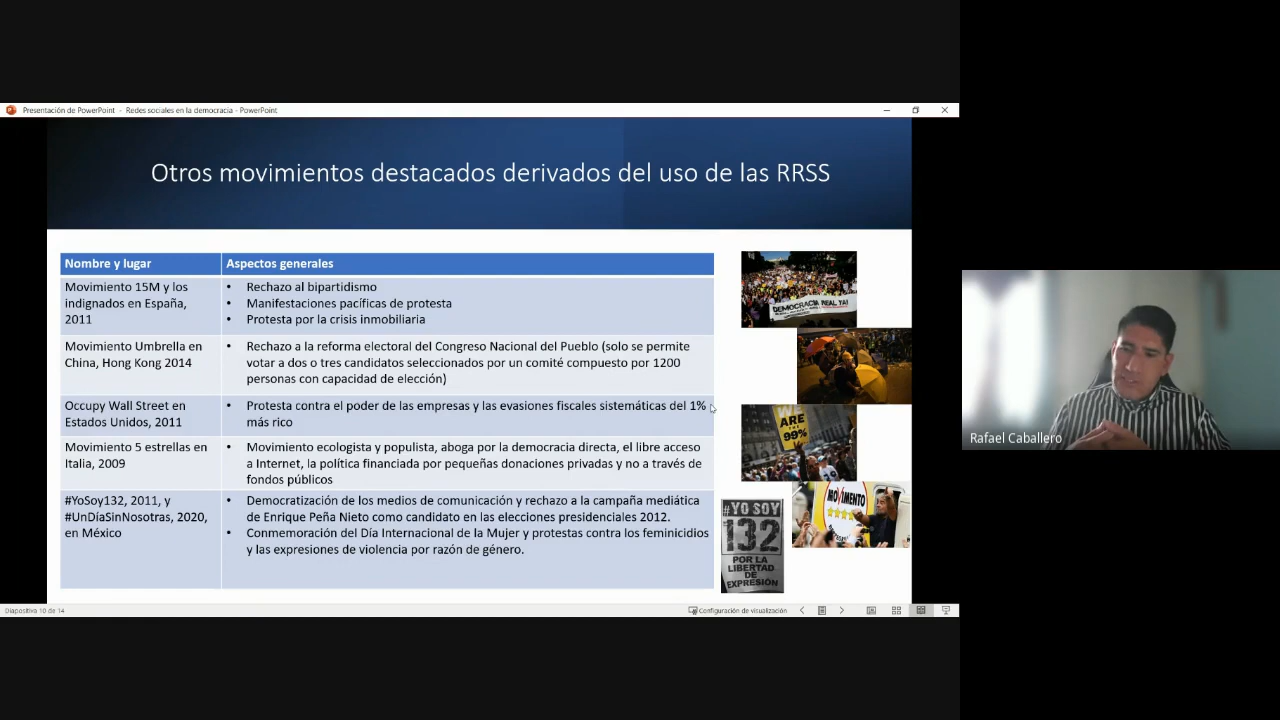 Presentación de PowerPoint - Redes sociales en la democracia - PowerPoint
Otros movimientos destacados derivados del uso de las RRSS
Nombre y lugar
Aspectos generales
Movimiento 15M y los
indignados en España,
2011
• Rechazo al bipartidismo
• Manifestaciones pacíficas de protesta
• Protesta por la crisis inmobiliaria
Movimiento Umbrella en
China, Hong Kong 2014
• Rechazo a la reforma electoral del Congreso Nacional del Pueblo (solo se permite
votar a dos o tres candidatos seleccionados por un comité compuesto por 1200
personas con capacidad de elección)
Occupy Wall Street en
Estados Unidos, 2011
• Protesta contra el poder de las empresas y las evasiones fiscales sistemáticas del 1%
más rico
Movimiento 5 estrellas en
Italia, 2009
• Movimiento ecologista y populista, aboga por la democracia directa, el libre acceso
a Internet, la política financiada por pequeñas donaciones privadas y no a través de
fondos públicos
#YoSoy132, 2011, y
#UnDíaSinNosotras, 2020,
en México
• Democratización de los medios de comunicación y rechazo a la campaña mediática
de Enrique Peña Nieto como candidato en las elecciones presidenciales 2012.
• Conmemoración del Día Internacional de la Mujer y protestas contra los feminicidios
y las expresiones de violencia por razón de género.
DEMOCRACIA REAL YA!
ARE
THE
99%
MOVIMENTO
#YO SOY
132
POR LA
LIBERTAD
DE
EXPRESIÓN
Rafael Caballero
Diapositiva 10 de 14
Configuración de visualización